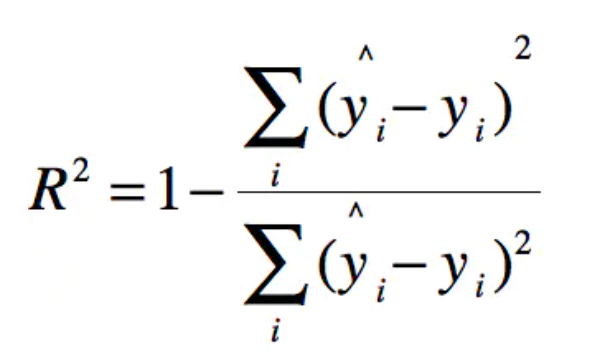 R² = 1 − ∑ᵢ(ŷᵢ − yᵢ)² / ∑ᵢ(ŷᵢ − yᵢ)²